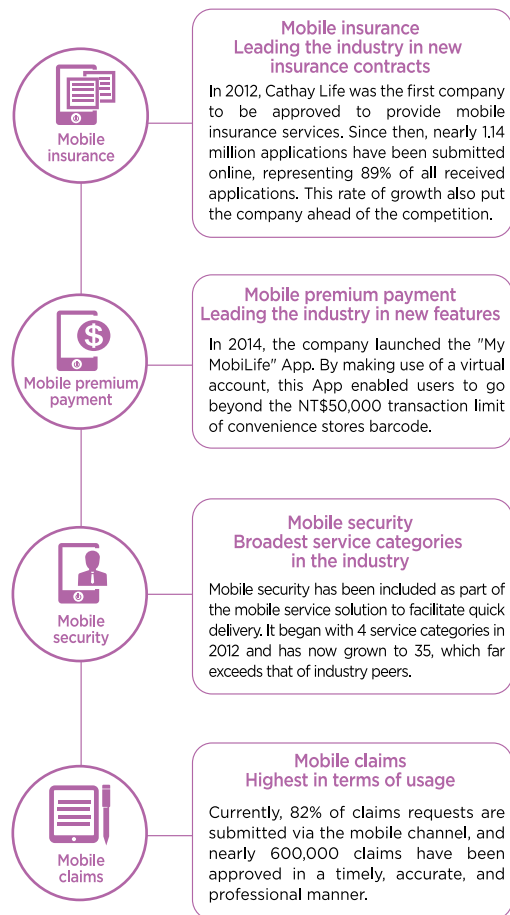 Mobile insurance
Leading the industry in new
insurance contracts
In 2012, Cathay Life was the first company
to be approved to provide mobile
insurance services. Since then, nearly 1.14
million applications have been submitted
online, representing 89% of all received
applications. This rate of growth also put
the company ahead of the competition.
Mobile
insurance
Mobile premium payment
Leading the industry in new features
In 2014, the company launched the "My
MobiLife" App. By making use of a virtual
account, this App enabled users to go
beyond the NT$50,000 transaction limit
of convenience stores barcode.
$
Mobile premium
payment
Mobile security
Broadest service categories
in the industry
Mobile security has been included as part
of the mobile service solution to facilitate quick
delivery. It began with 4 service categories in
2012 and has now grown to 35, which far
exceeds that of industry peers.
Mobile
security
Mobile claims
Highest in terms of usage
Currently, 82% of claims requests are
submitted via the mobile channel, and
nearly 600,000 claims have been
approved in a timely, accurate, and
professional manner.
Mobile
claims